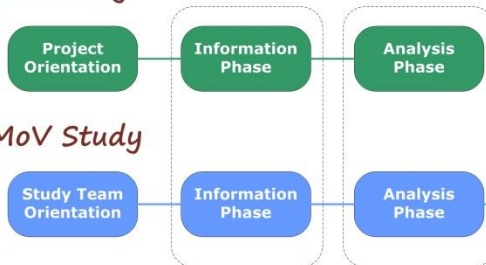 Project
Orientation
Information
Phase
Analysis
Phase
MoV Study
Study Team
Orientation
Information
Phase
Analysis
Phase